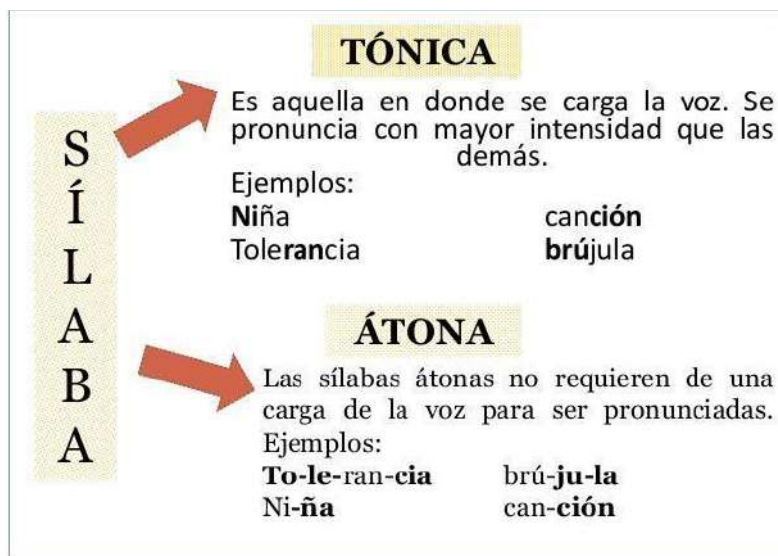 SÍLABA
TÓNICA
Es aquella en donde se carga la voz. Se
pronuncia con mayor intensidad que las
demás.
Ejemplos:
Niña canción
Tolerancia brújula
ÁTONA
Las sílabas átonas no requieren de una
carga de la voz para ser pronunciadas.
Ejemplos:
To-le-ran-cia brú-ju-la
Ni-ña can-ción